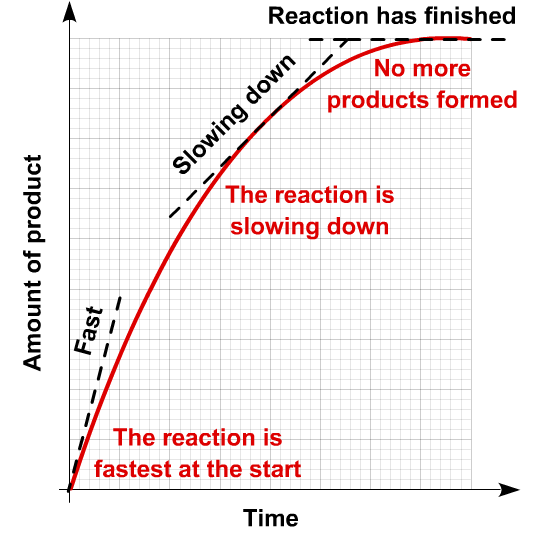 Reaction has finished
No more
products formed
Slowing down
The reaction is
slowing down
Amount of product
Fast
The reaction is
fastest at the start
Time